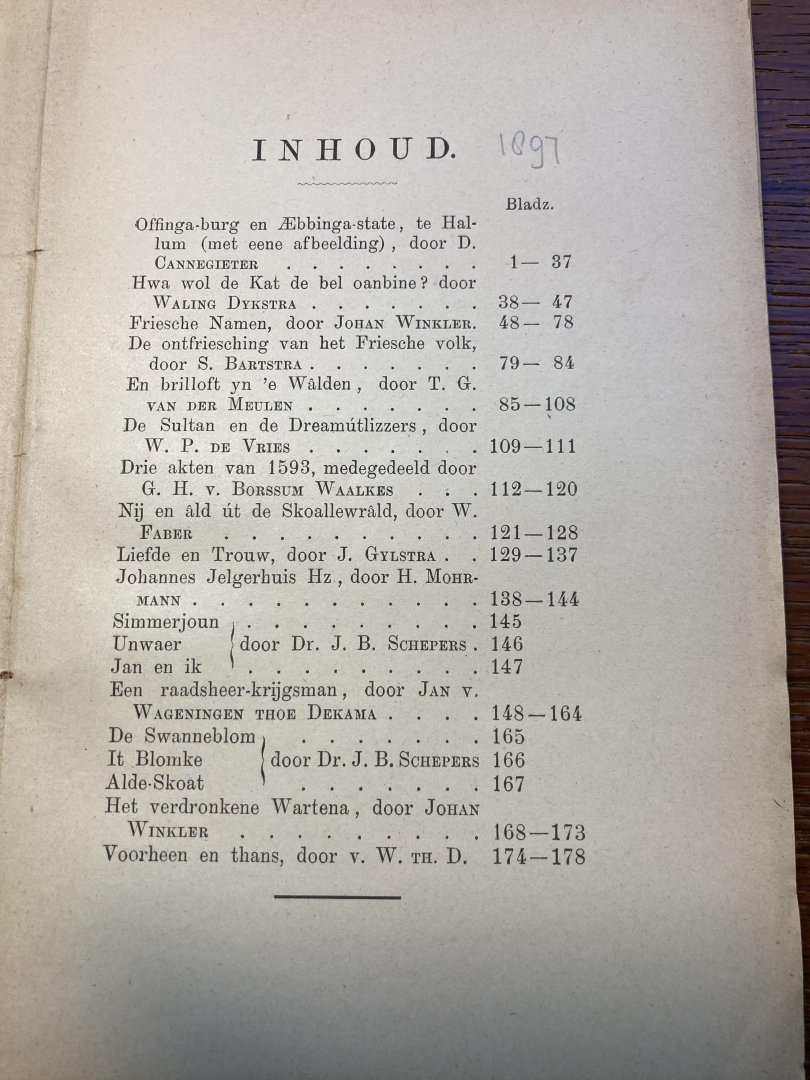 INHOUD. 1897
Bladz.
Offinga-burg en Æbbinga-state, te Hal-
lum (met eene afbeelding), door D.
CANNEGIETER . . . . . . . . 1— 37
Hwa wol de Kat de bel oanbine? door
WALING DYKSTRA . . . . . . . 38— 47
Friesche Namen, door JOHAN WINKLER. 48— 78
De ontfriesching van het Friesche volk,
door S. BARTSTRA . . . . . . . 79— 84
En brilloft yn 'e Wâlden, door T. G.
VAN DER MEULEN . . . . . . . 85—108
De Sultan en de Dreamútlizzers, door
W. P. DE VRIES . . . . . . . 109—111
Drie akten van 1593, medegedeeld door
G. H. v. BORSSUM WAALKES . . . 112—120
Nij en âld út de Skoallewrâld, door W.
FABER . . . . . . . . . . 121—128
Liefde en Trouw, door J. GYLSTRA . . 129—137
Johannes Jelgerhuis Hz, door H. MOHR-
MANN . . . . . . . . . . . 138—144
Simmerjoun . . . . . . . . . 145
Unwaer door Dr. J. B. SCHEPERS . 146
Jan en ik . . . . . . . . . 147
Een raadsheer-krijgsman, door JAN v.
WAGENINGEN THOE DEKAMA . . . . 148—164
De Swanneblom . . . . . . . 165
It Blomke door Dr. J. B. SCHEPERS 166
Alde-Skoat . . . . . . . 167
Het verdronkene Wartena, door JOHAN
WINKLER . . . . . . . . . 168—173
Voorheen en thans, door v. W. TH. D. 174—178